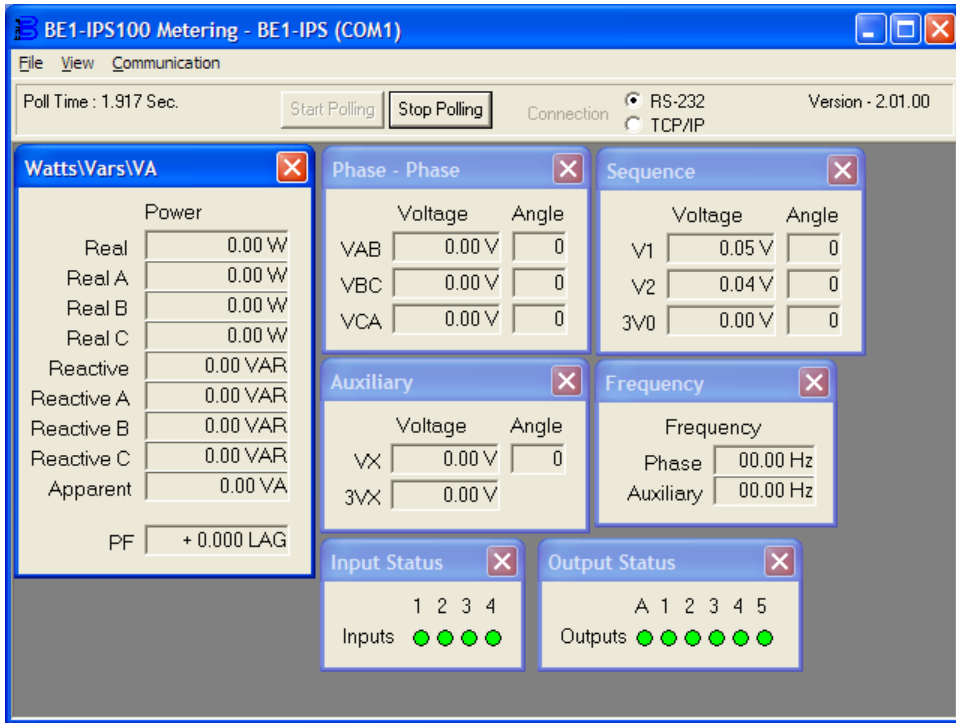 BE1-IPS100 Metering - BE1-IPS (COM1)
File View Communication
Poll Time : 1.917 Sec.
Start Polling
Stop Polling
Connection
RS-232
TCP/IP
Version - 2.01.00
Watts\Vars\VA
Power
Real 0.00 W
Real A 0.00 W
Real B 0.00 W
Real C 0.00 W
Reactive 0.00 VAR
Reactive A 0.00 VAR
Reactive B 0.00 VAR
Reactive C 0.00 VAR
Apparent 0.00 VA
PF + 0.000 LAG
Phase - Phase
Voltage Angle
VAB 0.00 V 0
VBC 0.00 V 0
VCA 0.00 V 0
Sequence
Voltage Angle
V1 0.05 V 0
V2 0.04 V 0
3V0 0.00 V 0
Auxiliary
Voltage Angle
VX 0.00 V 0
3VX 0.00 V
Frequency
Frequency
Phase 00.00 Hz
Auxiliary 00.00 Hz
Input Status
1 2 3 4
Inputs
Output Status
A 1 2 3 4 5
Outputs